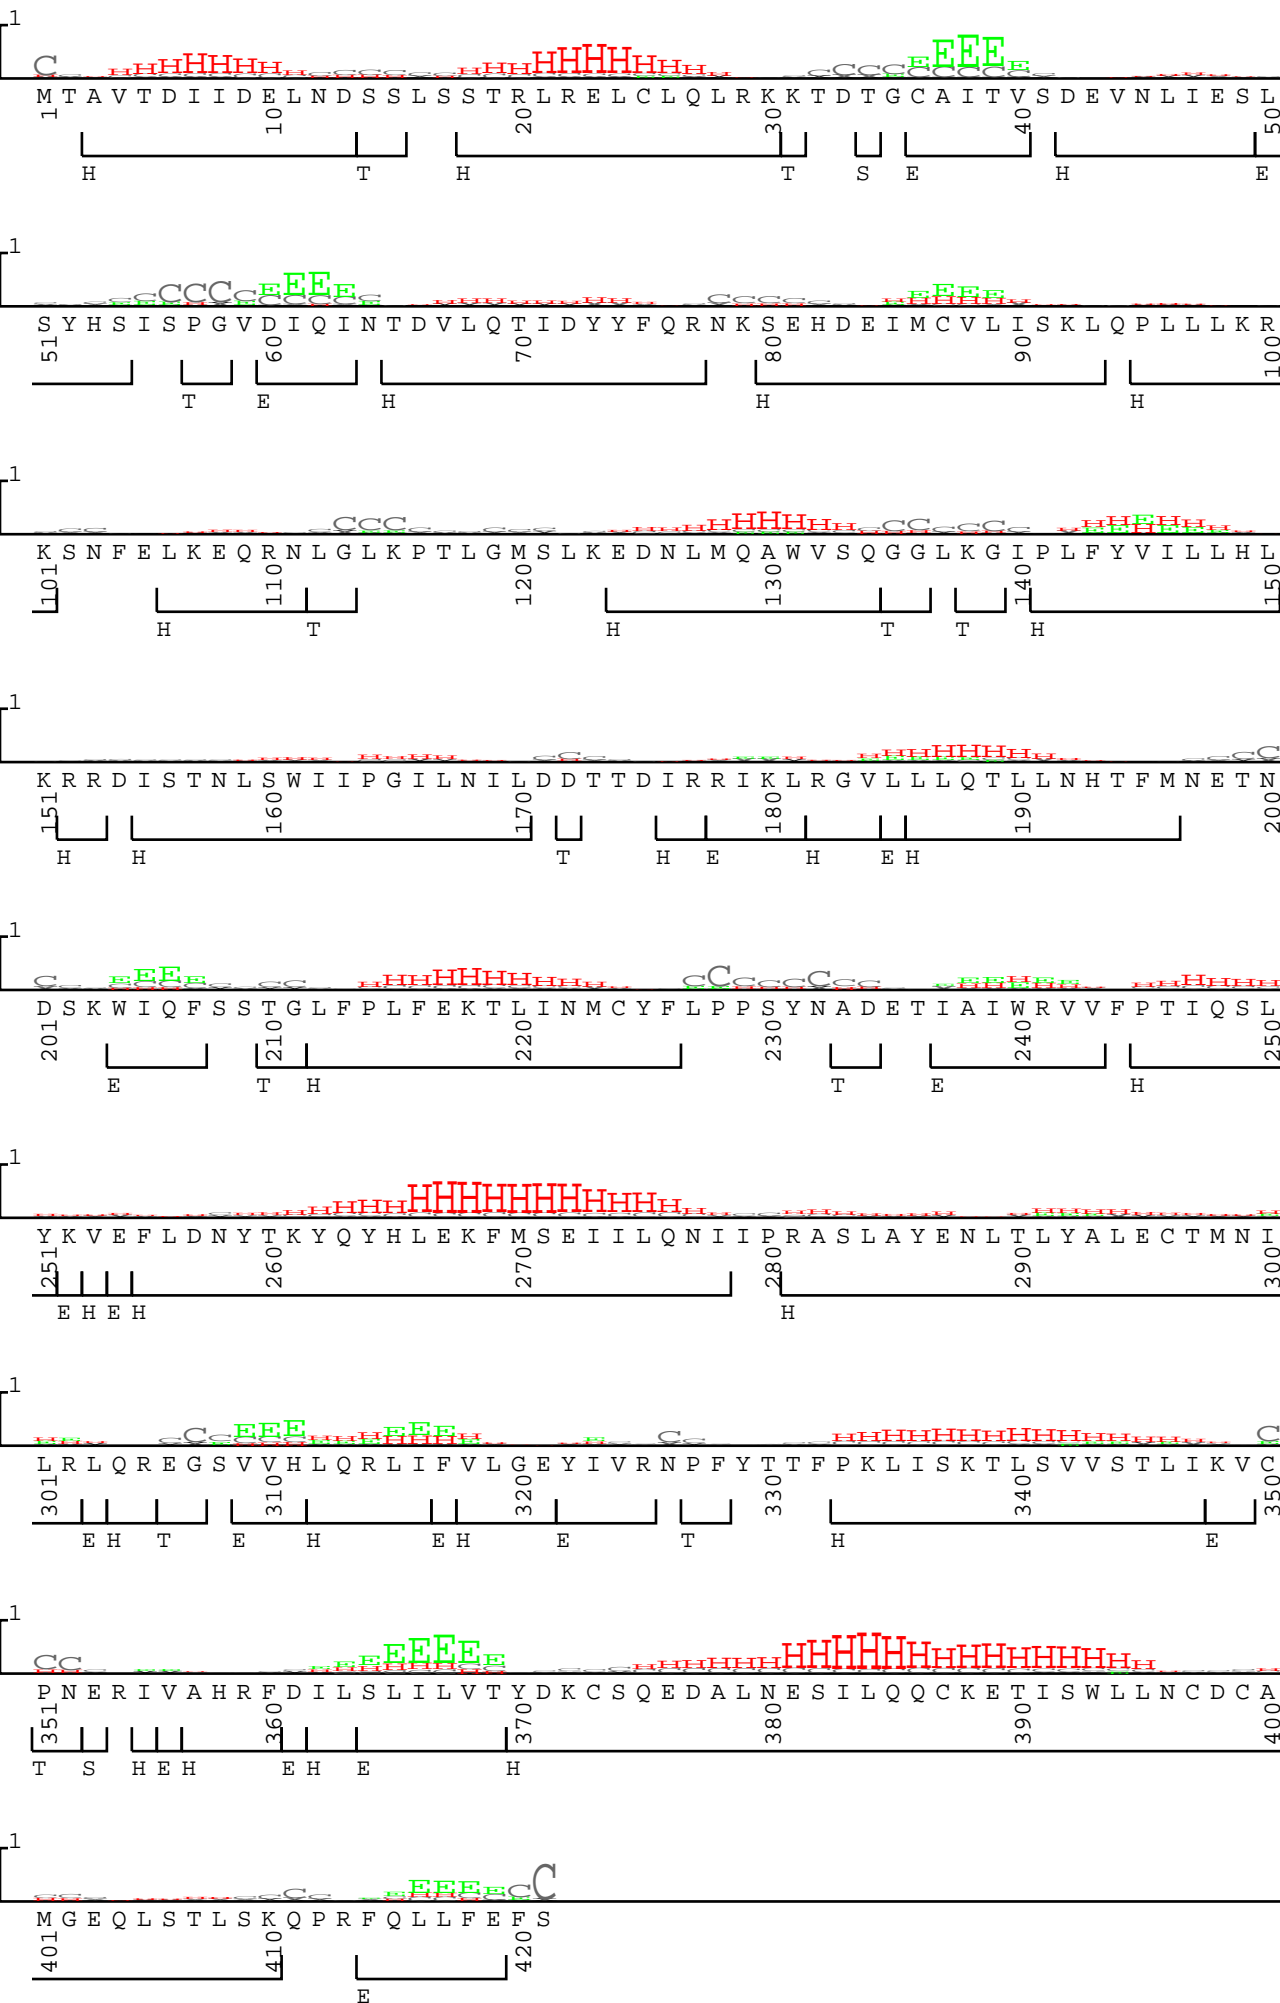 1
M T A V T D I I D E L N D S S L S S T R L R E L C L Q L R K K T D T G C A I T V S D E V N L I E S L
1 10 20 30 40 50
H T H T S E H E
1
S Y H S I S P G V D I Q I N T D V L Q T I D Y Y F Q R N K S E H D E I M C V L I S K L Q P L L L K R
51 60 70 80 90 100
T E H H H
1
K S N F E L K E Q R N L G L K P T L G M S L K E D N L M Q A W V S Q G G L K G I P L F Y V I L L H L
101 110 120 130 140 150
H T H T T H
1
K R R D I S T N L S W I I P G I L N I L D D T T D I R R I K L R G V L L L Q T L L N H T F M N E T N
151 160 170 180 190 200
H H T H E H E H
1
D S K W I Q F S S T G L F P L F E K T L I N M C Y F L P P S Y N A D E T I A I W R V V F P T I Q S L
201 210 220 230 240 250
E T H T E H
1
Y K V E F L D N Y T K Y Q Y H L E K F M S E I I L Q N I I P R A S L A Y E N L T L Y A L E C T M N I
251 260 270 280 290 300
E H E H H
1
L R L Q R E G S V V H L Q R L I F V L G E Y I V R N P F Y T T F P K L I S K T L S V V S T L I K V C
301 310 320 330 340 350
E H T E H E H E T H E
1
P N E R I V A H R F D I L S L I L V T Y D K C S Q E D A L N E S I L Q Q C K E T I S W L L N C D C A
351 360 370 380 390 400
T S H E H E H E H
1
M G E Q L S T L S K Q P R F Q L L F E F S
401 410 420
E